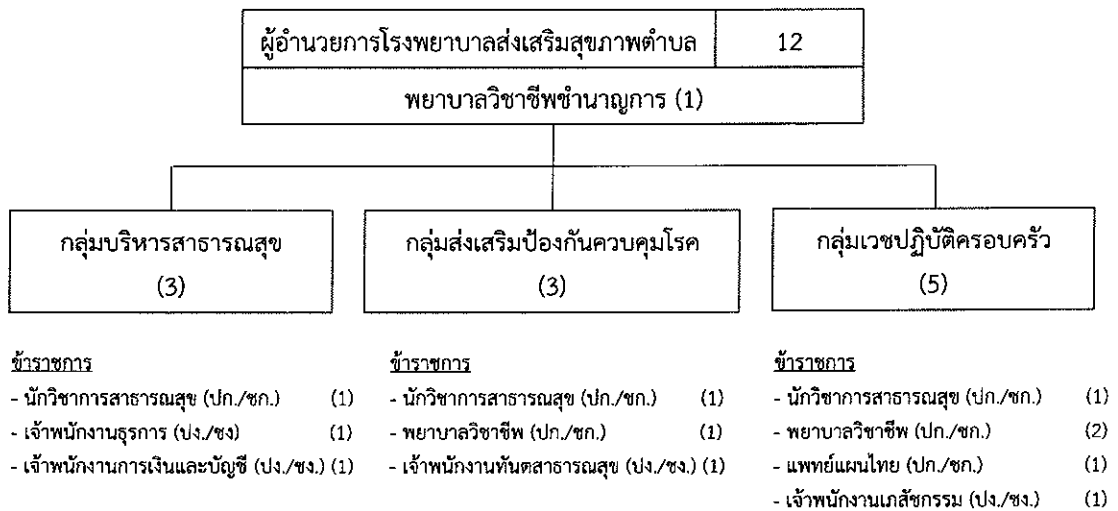 ผู้อำนวยการโรงพยาบาลส่งเสริมสุขภาพตำบล 12
พยาบาลวิชาชีพชำนาญการ (1)
กลุ่มบริหารสาธารณสุข
(3)
กลุ่มส่งเสริมป้องกันควบคุมโรค
(3)
กลุ่มเวชปฏิบัติครอบครัว
(5)
ข้าราชการ
- นักวิชาการสาธารณสุข (ปก./ชก.) (1)
- เจ้าพนักงานธุรการ (ปง./ชง) (1)
- เจ้าพนักงานการเงินและบัญชี (ปง./ชง.) (1)
ข้าราชการ
- นักวิชาการสาธารณสุข (ปก./ชก.) (1)
- พยาบาลวิชาชีพ (ปก./ชก.) (1)
- เจ้าพนักงานทันตสาธารณสุข (ปง./ชง.) (1)
ข้าราชการ
- นักวิชาการสาธารณสุข (ปก./ชก.) (1)
- พยาบาลวิชาชีพ (ปก./ชก.) (2)
- แพทย์แผนไทย (ปก./ชก.) (1)
- เจ้าพนักงานเภสัชกรรม (ปง./ชง.) (1)